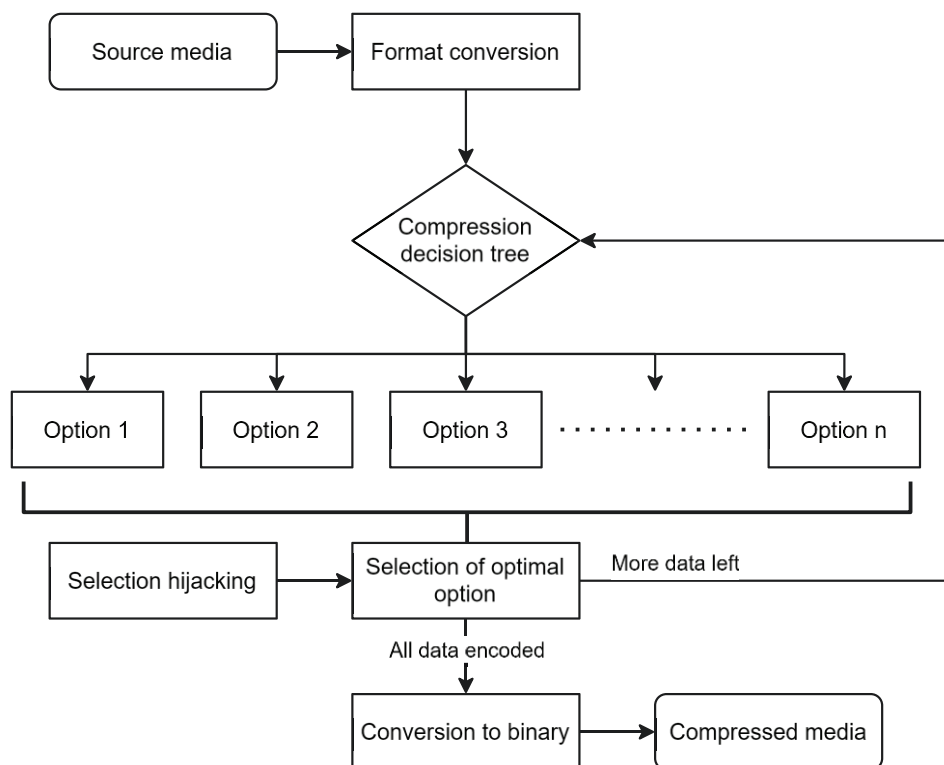 Source media
Format conversion
Compression
decision tree
Option 1
Option 2
Option 3
Option n
Selection hijacking
Selection of optimal
option
More data left
All data encoded
Conversion to binary
Compressed media